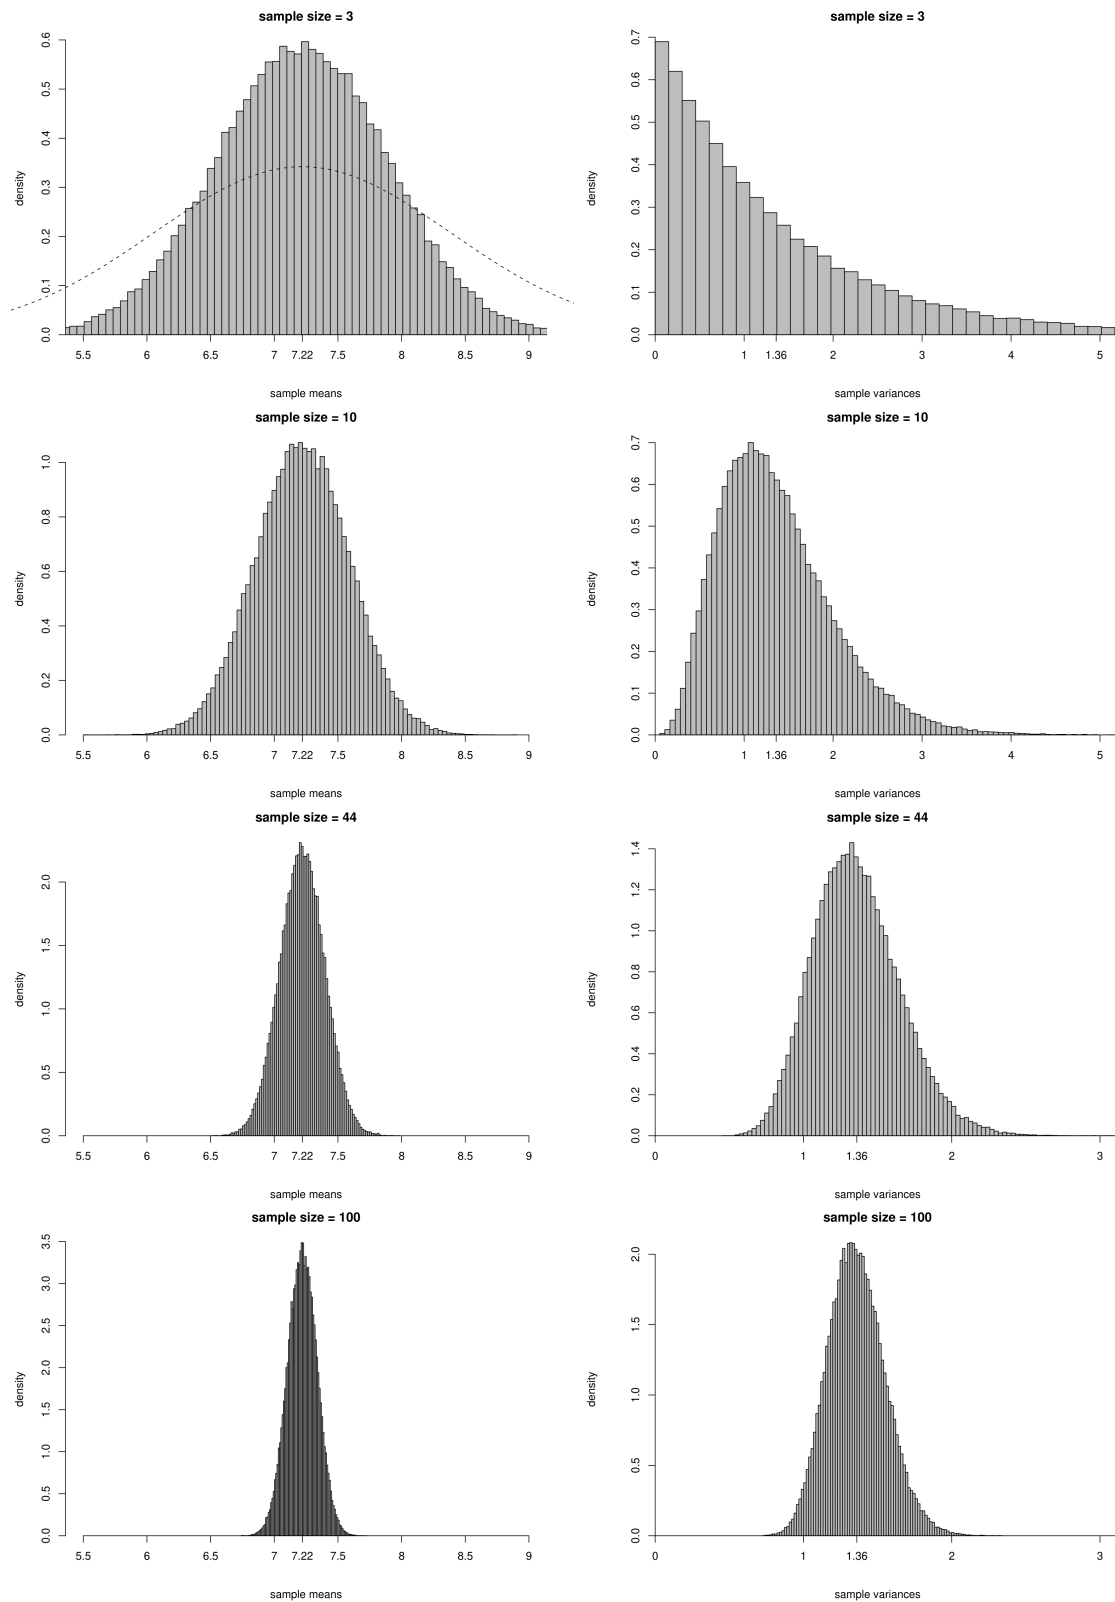 sample size = 3
density
0.0 0.1 0.2 0.3 0.4 0.5 0.6
5.5 6 6.5 7 7.22 7.5 8 8.5 9
sample means
sample size = 3
density
0.0 0.1 0.2 0.3 0.4 0.5 0.6 0.7
0 1 1.36 2 3 4 5
sample variances
sample size = 10
density
0.0 0.2 0.4 0.6 0.8 1.0
5.5 6 6.5 7 7.22 7.5 8 8.5 9
sample means
sample size = 10
density
0.0 0.1 0.2 0.3 0.4 0.5 0.6 0.7
0 1 1.36 2 3 4 5
sample variances
sample size = 44
density
0.0 0.5 1.0 1.5 2.0
5.5 6 6.5 7 7.22 7.5 8 8.5 9
sample means
sample size = 44
density
0.0 0.2 0.4 0.6 0.8 1.0 1.2 1.4
0 1 1.36 2 3
sample variances
sample size = 100
density
0.0 0.5 1.0 1.5 2.0 2.5 3.0 3.5
5.5 6 6.5 7 7.22 7.5 8 8.5 9
sample means
sample size = 100
density
0.0 0.5 1.0 1.5 2.0
0 1 1.36 2 3
sample variances